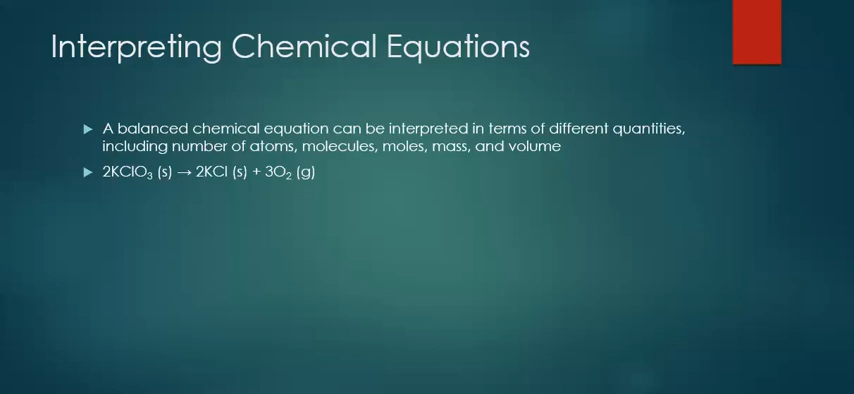 Interpreting Chemical Equations
A balanced chemical equation can be interpreted in terms of different quantities,
including number of atoms, molecules, moles, mass, and volume
2KClO₃ (s) → 2KCl (s) + 3O₂ (g)